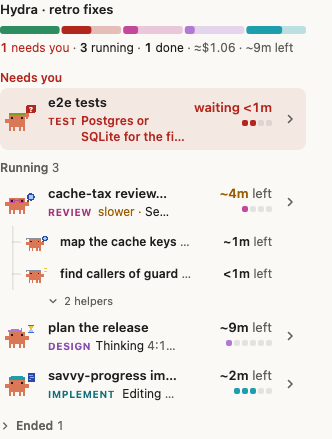 Hydra · retro fixes
1 needs you · 3 running · 1 done · ≈$1.06 · ~9m left
Needs you
e2e tests
waiting <1m
TEST Postgres or
SQLite for the fi...
Running 3
cache-tax review...
~4m left
REVIEW slower · Se...
map the cache keys ...
~1m left
find callers of guard ...
<1m left
2 helpers
plan the release
~9m left
DESIGN Thinking 4:1...
savvy-progress im...
~2m left
IMPLEMENT Editing ...
Ended 1